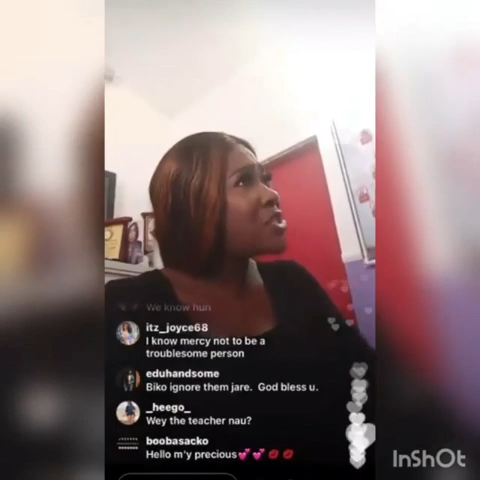 We know hun
itz_joyce68
I know mercy not to be a
troublesome person
eduhandsome
Biko ignore them jare. God bless u.
_heego_
Wey the teacher nau?
boobasacko
Hello m'y precious💕💕💋💋
InShOt